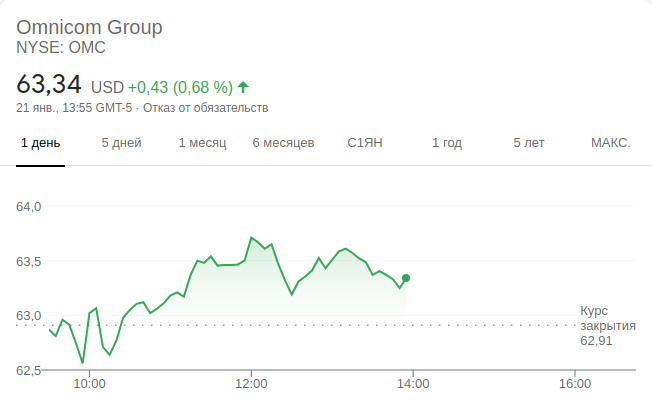 Omnicom Group
NYSE: OMC
63,34 USD +0,43 (0,68 %)
21 янв., 13:55 GMT-5 · Отказ от обязательств
1 день 5 дней 1 месяц 6 месяцев С1ЯН 1 год 5 лет МАКС.
64,0
63,5
63,0
Курс
закрытия
62,91
62,5
10:00 12:00 14:00 16:00